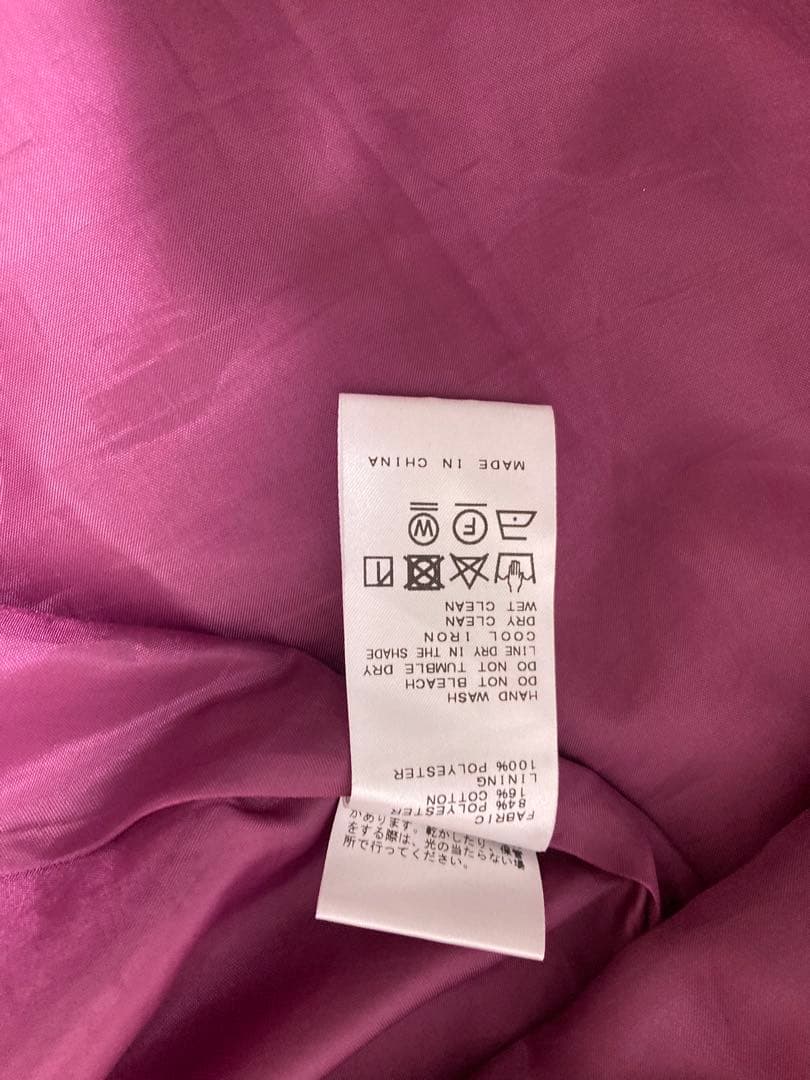 FABRIC
84% POLYESTER
16% COTTON
LINING
100% POLYESTER
HAND WASH
DO NOT BLEACH
DO NOT TUMBLE DRY
LINE DRY IN THE SHADE
COOL IRON
DRY CLEAN
WET CLEAN
F
W
MADE IN CHINA
があります。乾かしたり、保管
をする際は、光の当たらない場
所で行ってください。